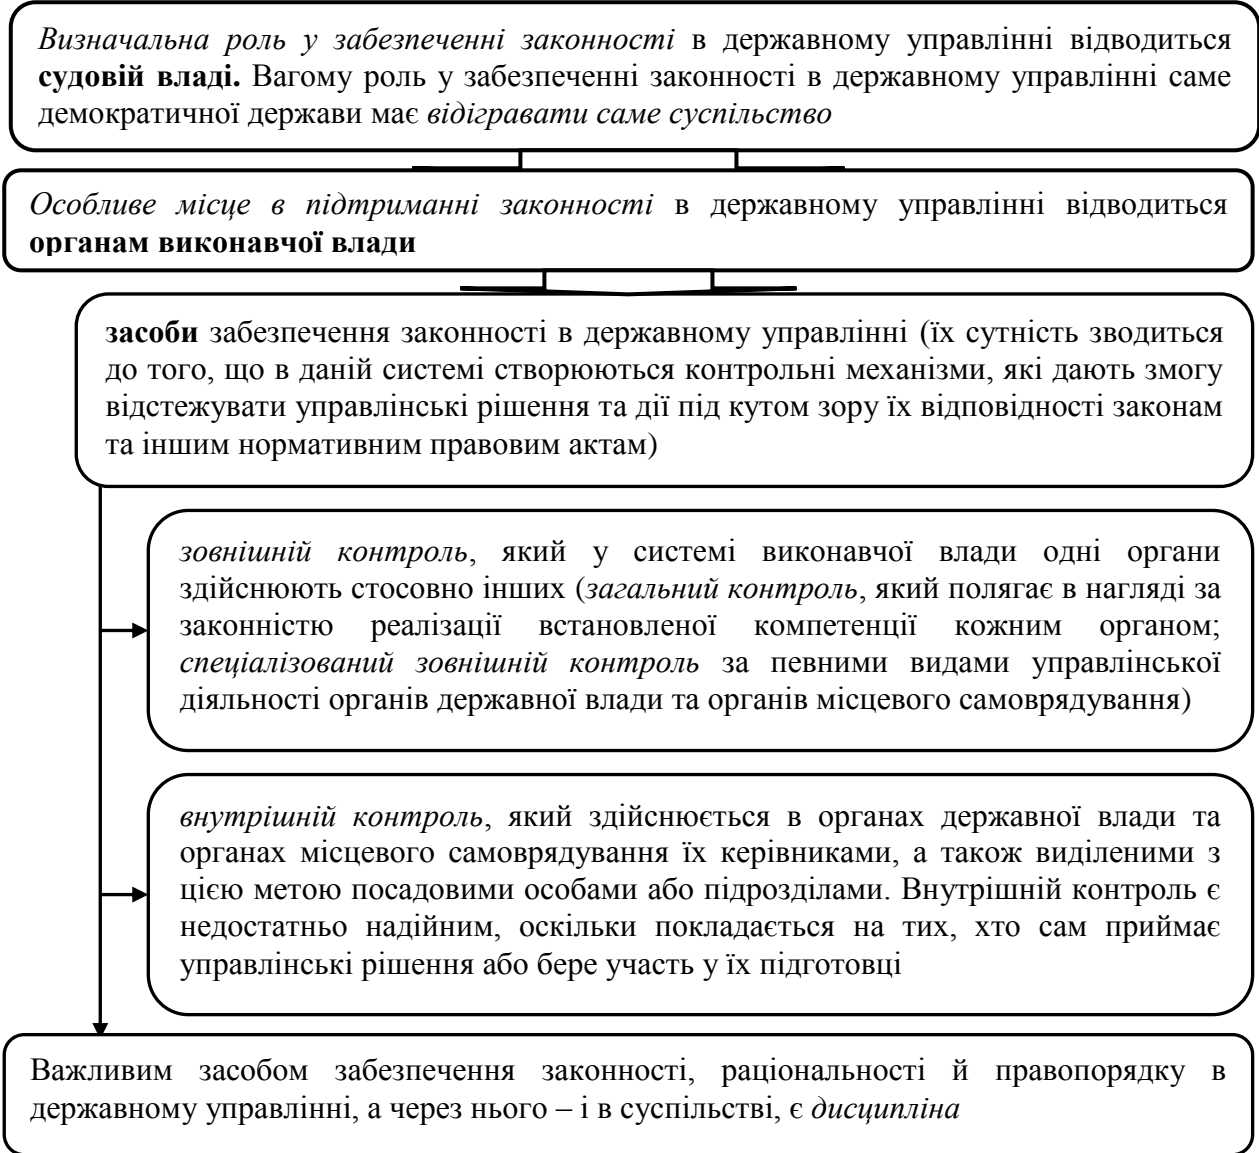 Визначальна роль у забезпеченні законності в державному управлінні відводиться
судовій владі. Вагому роль у забезпеченні законності в державному управлінні саме
демократичної держави має відігравати саме суспільство
Особливе місце в підтриманні законності в державному управлінні відводиться
органам виконавчої влади
засоби забезпечення законності в державному управлінні (їх сутність зводиться
до того, що в даній системі створюються контрольні механізми, які дають змогу
відстежувати управлінські рішення та дії під кутом зору їх відповідності законам
та іншим нормативним правовим актам)
зовнішній контроль, який у системі виконавчої влади одні органи
здійснюють стосовно інших (загальний контроль, який полягає в нагляді за
законністю реалізації встановленої компетенції кожним органом;
спеціалізований зовнішній контроль за певними видами управлінської
діяльності органів державної влади та органів місцевого самоврядування)
внутрішній контроль, який здійснюється в органах державної влади та
органах місцевого самоврядування їх керівниками, а також виділеними з
цією метою посадовими особами або підрозділами. Внутрішній контроль є
недостатньо надійним, оскільки покладається на тих, хто сам приймає
управлінські рішення або бере участь у їх підготовці
Важливим засобом забезпечення законності, раціональності й правопорядку в
державному управлінні, а через нього – і в суспільстві, є дисципліна